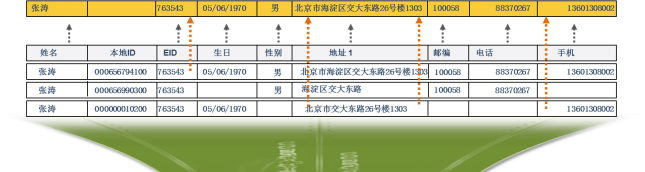 张涛 763543 05/06/1970 男 北京市海淀区交大东路26号楼1303 100058 88370267 13601308002
姓名 本地ID EID 生日 性别 地址 1 邮编 电话 手机
张涛 000656794100 763543 05/06/1970 男 北京市海淀区交大东路26号楼1303 100058 88370267 13601308002
张涛 000656990300 763543 男 海淀区交大东路 100058 88370267
张涛 000000010200 763543 05/06/1970 北京市交大东路26号楼1303 13601308002